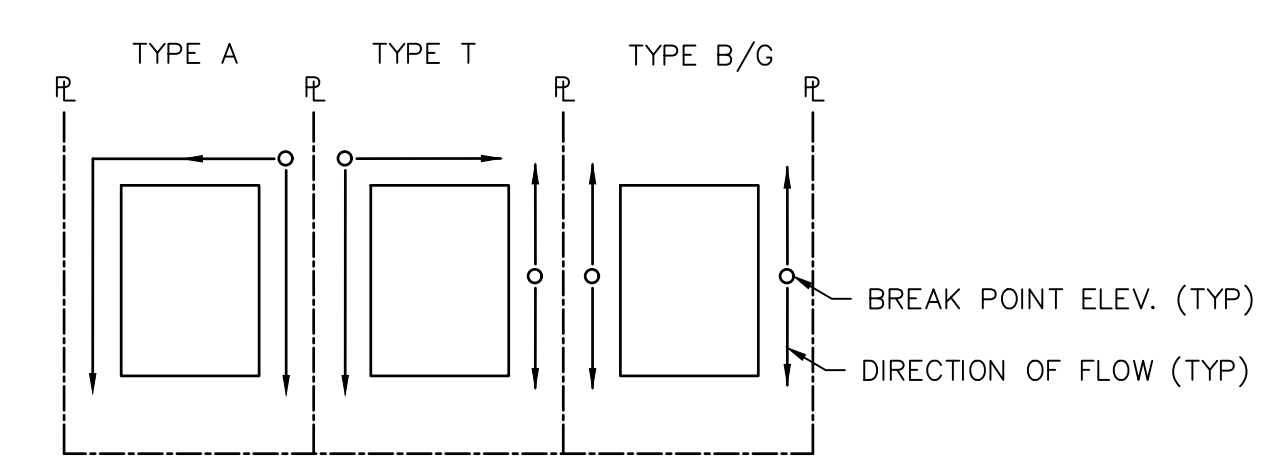 TYPE A TYPE T TYPE B/G
PL PL PL PL
BREAK POINT ELEV. (TYP)
DIRECTION OF FLOW (TYP)